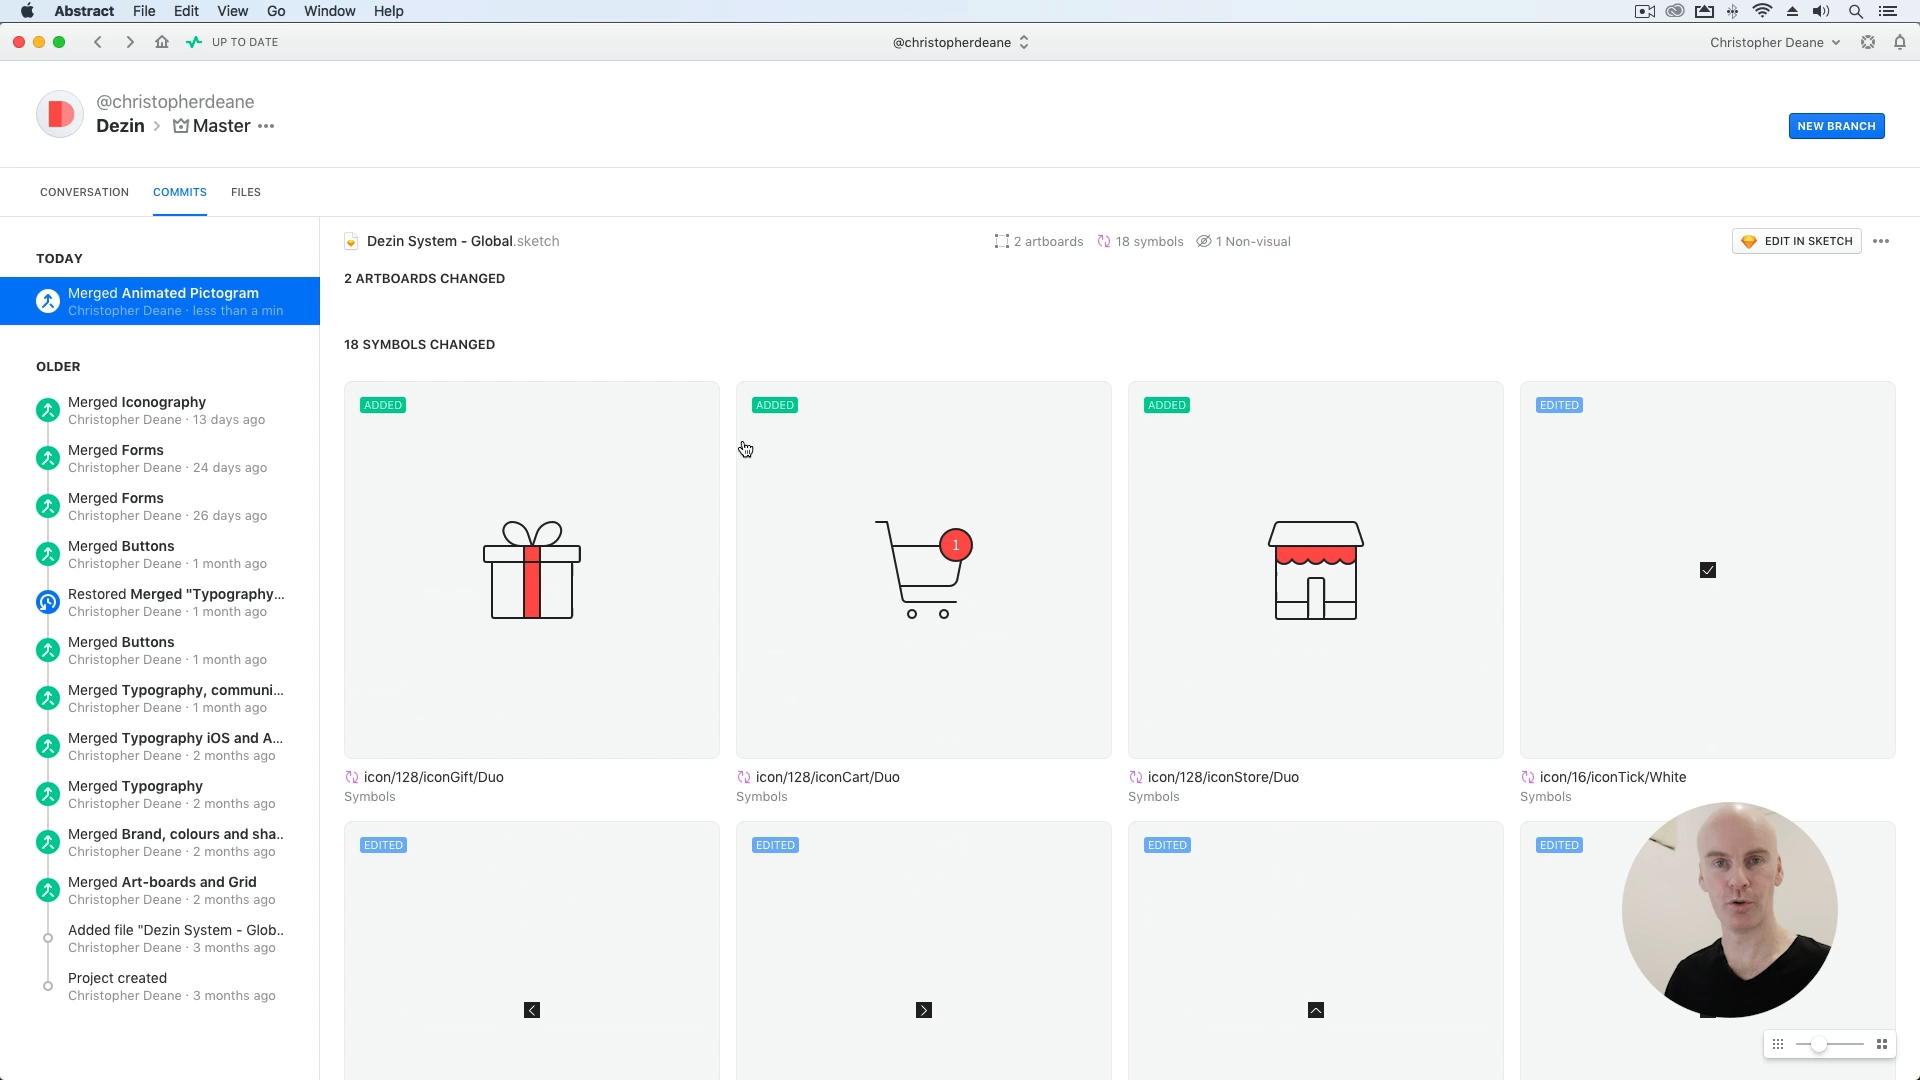 Abstract File Edit View Go Window Help
UP TO DATE
@christopherdeane
Christopher Deane
@christopherdeane
Dezin > Master •••
NEW BRANCH
CONVERSATION COMMITS FILES
TODAY
Merged Animated Pictogram
Christopher Deane · less than a min
OLDER
Merged Iconography
Christopher Deane · 13 days ago
Merged Forms
Christopher Deane · 24 days ago
Merged Forms
Christopher Deane · 26 days ago
Merged Buttons
Christopher Deane · 1 month ago
Restored Merged "Typography...
Christopher Deane · 1 month ago
Merged Buttons
Christopher Deane · 1 month ago
Merged Typography, communi...
Christopher Deane · 1 month ago
Merged Typography iOS and A...
Christopher Deane · 2 months ago
Merged Typography
Christopher Deane · 2 months ago
Merged Brand, colours and sha..
Christopher Deane · 2 months ago
Merged Art-boards and Grid
Christopher Deane · 2 months ago
Added file "Dezin System - Glob..
Christopher Deane · 3 months ago
Project created
Christopher Deane · 3 months ago
Dezin System - Global.sketch
2 artboards 18 symbols 1 Non-visual
EDIT IN SKETCH •••
2 ARTBOARDS CHANGED
18 SYMBOLS CHANGED
ADDED ADDED ADDED EDITED
1
icon/128/iconGift/Duo
Symbols
icon/128/iconCart/Duo
Symbols
icon/128/iconStore/Duo
Symbols
icon/16/iconTick/White
Symbols
EDITED EDITED EDITED EDITED